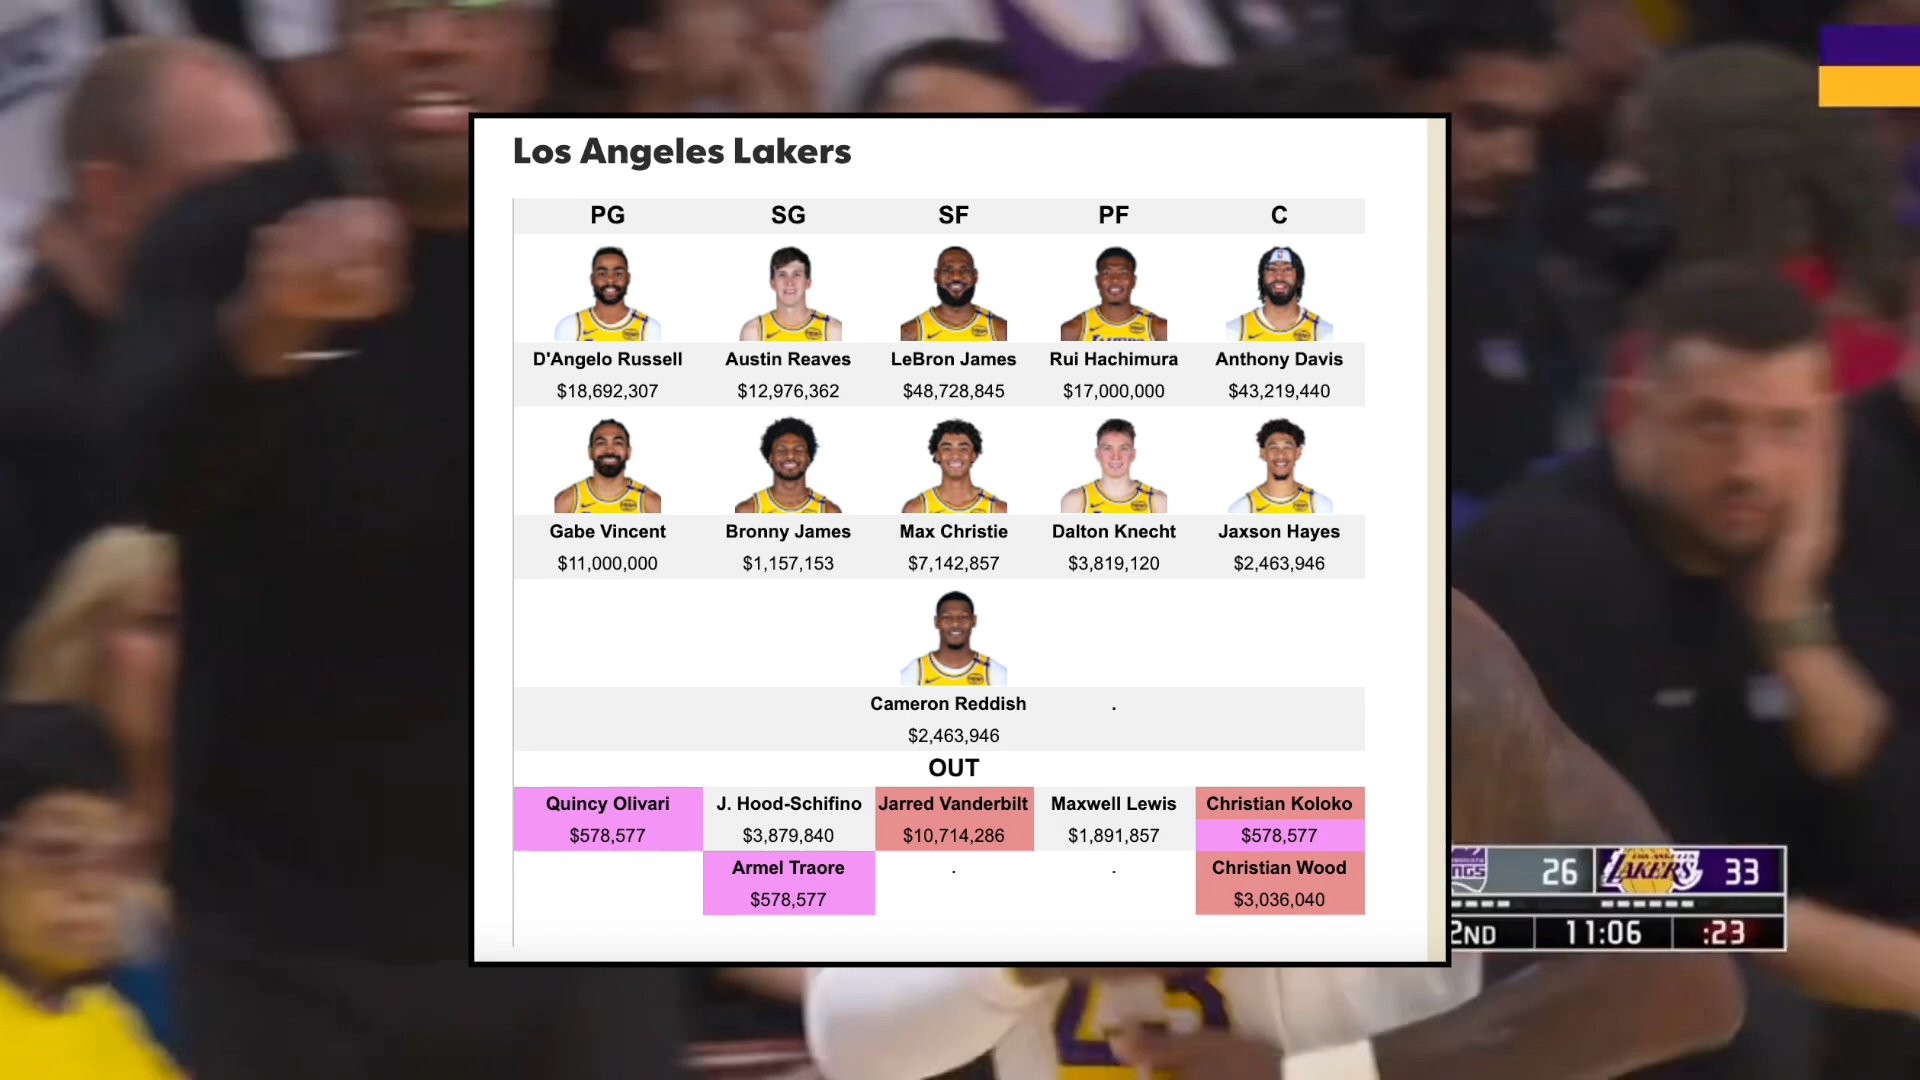 Los Angeles Lakers
PG SG SF PF C
D'Angelo Russell Austin Reaves LeBron James Rui Hachimura Anthony Davis
$18,692,307 $12,976,362 $48,728,845 $17,000,000 $43,219,440
Gabe Vincent Bronny James Max Christie Dalton Knecht Jaxson Hayes
$11,000,000 $1,157,153 $7,142,857 $3,819,120 $2,463,946
Cameron Reddish .
$2,463,946
OUT
Quincy Olivari J. Hood-Schifino Jarred Vanderbilt Maxwell Lewis Christian Koloko
$578,577 $3,879,840 $10,714,286 $1,891,857 $578,577
Armel Traore . . Christian Wood
$578,577 $3,036,040
NGS 26 LAKERS 33
2ND 11:06 :23